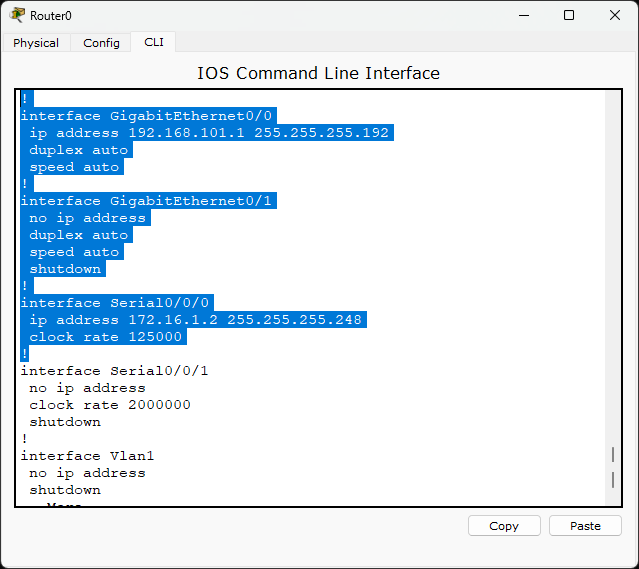 Router0
Physical Config CLI
IOS Command Line Interface
!
interface GigabitEthernet0/0
ip address 192.168.101.1 255.255.255.192
duplex auto
speed auto
!
interface GigabitEthernet0/1
no ip address
duplex auto
speed auto
shutdown
!
interface Serial0/0/0
ip address 172.16.1.2 255.255.255.248
clock rate 125000
!
interface Serial0/0/1
no ip address
clock rate 2000000
shutdown
!
interface Vlan1
no ip address
shutdown
Copy Paste